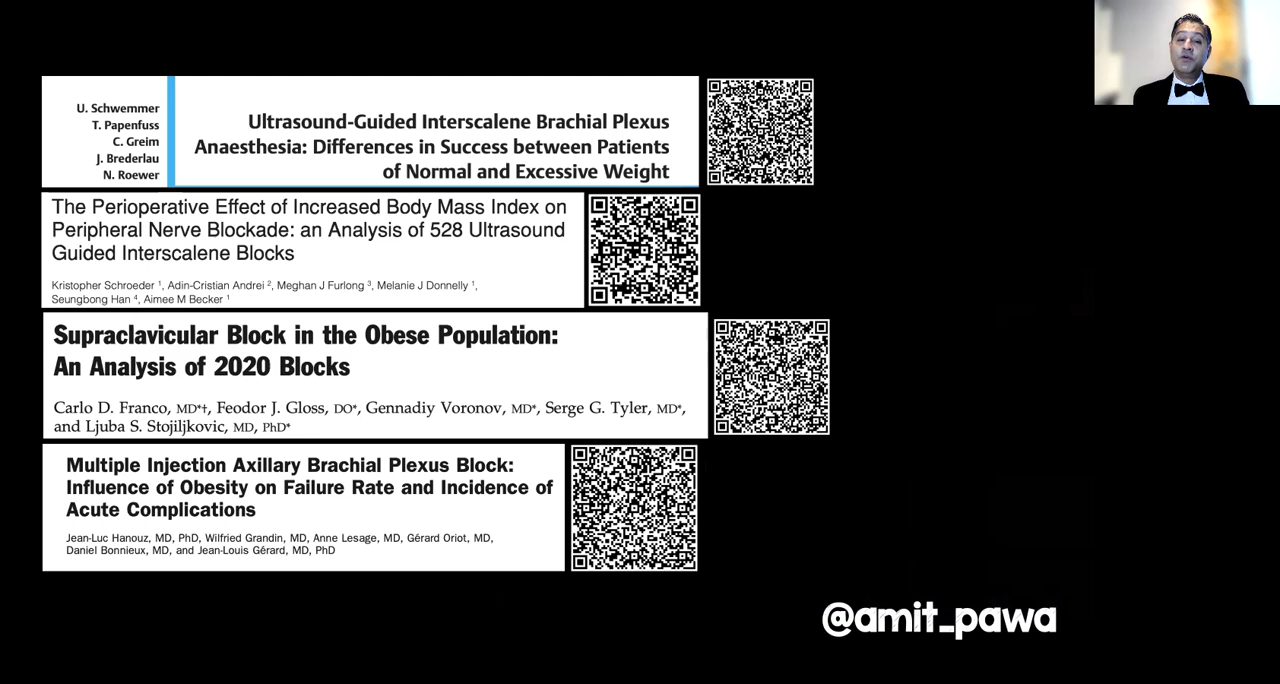 U. Schwemmer
T. Papenfuss
C. Greim
J. Brederlau
N. Roewer
Ultrasound-Guided Interscalene Brachial Plexus
Anaesthesia: Differences in Success between Patients
of Normal and Excessive Weight
The Perioperative Effect of Increased Body Mass Index on
Peripheral Nerve Blockade: an Analysis of 528 Ultrasound
Guided Interscalene Blocks
Kristopher Schroeder 1, Adin-Cristian Andrei 2, Meghan J Furlong 3, Melanie J Donnelly 1,
Seungbong Han 4, Aimee M Becker 1
Supraclavicular Block in the Obese Population:
An Analysis of 2020 Blocks
Carlo D. Franco, MD*†, Feodor J. Gloss, DO*, Gennadiy Voronov, MD*, Serge G. Tyler, MD*,
and Ljuba S. Stojiljkovic, MD, PhD*
Multiple Injection Axillary Brachial Plexus Block:
Influence of Obesity on Failure Rate and Incidence of
Acute Complications
Jean-Luc Hanouz, MD, PhD, Wilfried Grandin, MD, Anne Lesage, MD, Gérard Oriot, MD,
Daniel Bonnieux, MD, and Jean-Louis Gérard, MD, PhD
@amit_pawa